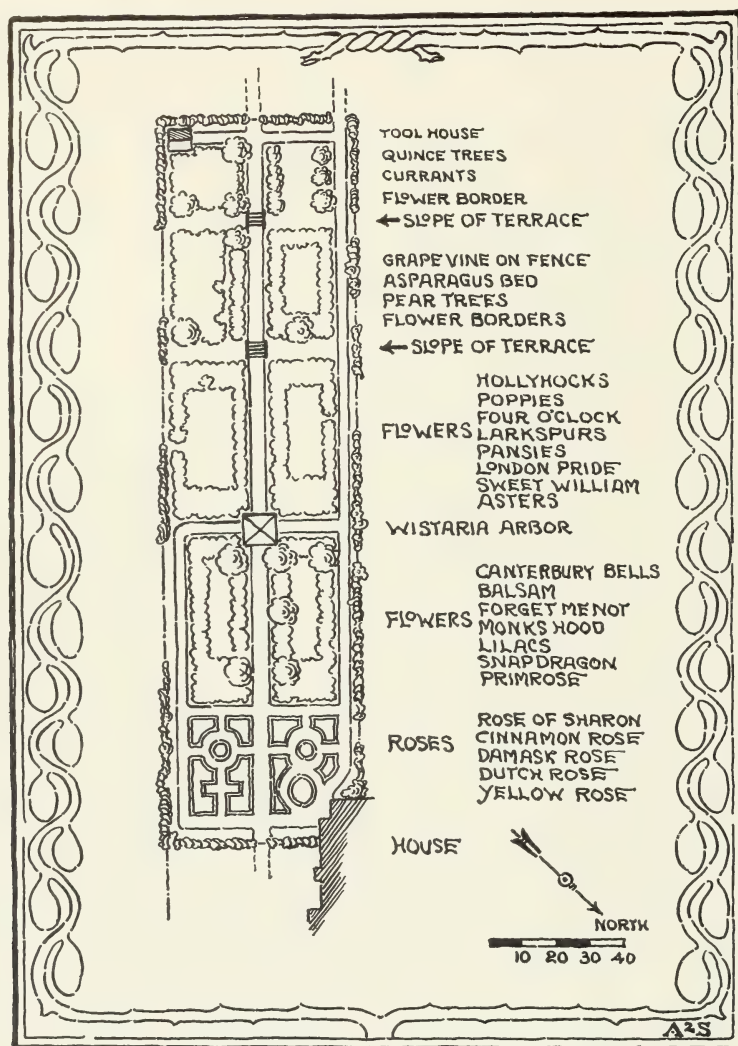 TOOL HOUSE
QUINCE TREES
CURRANTS
FLOWER BORDER
←SLOPE OF TERRACE
GRAPE VINE ON FENCE
ASPARAGUS BED
PEAR TREES
FLOWER BORDERS
←SLOPE OF TERRACE
FLOWERS
HOLLYHOCKS
POPPIES
FOUR O'CLOCK
LARKSPURS
PANSIES
LONDON PRIDE
SWEET WILLIAM
ASTERS
WISTARIA ARBOR
FLOWERS
CANTERBURY BELLS
BALSAM
FORGET ME NOT
MONKS HOOD
LILACS
SNAPDRAGON
PRIMROSE
ROSES
ROSE OF SHARON
CINNAMON ROSE
DAMASK ROSE
DUTCH ROSE
YELLOW ROSE
HOUSE
NORTH
10 20 30 40
A2S